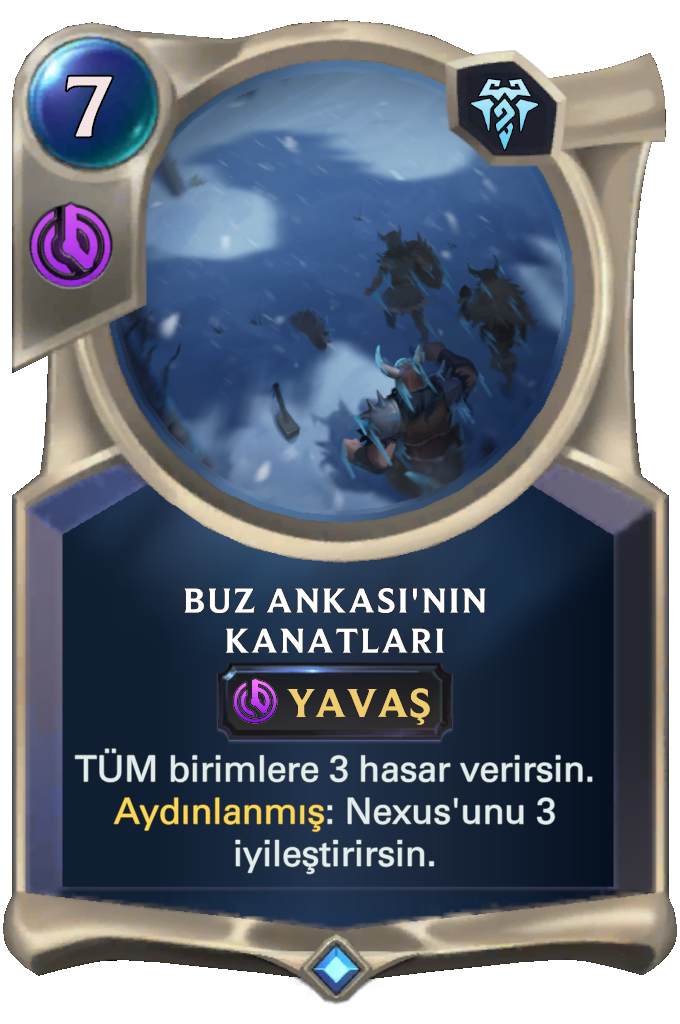 7
BUZ ANKASI'NIN
KANATLARI
YAVAŞ
TÜM birimlere 3 hasar verirsin.
Aydınlanmış: Nexus'unu 3
iyileştirirsin.